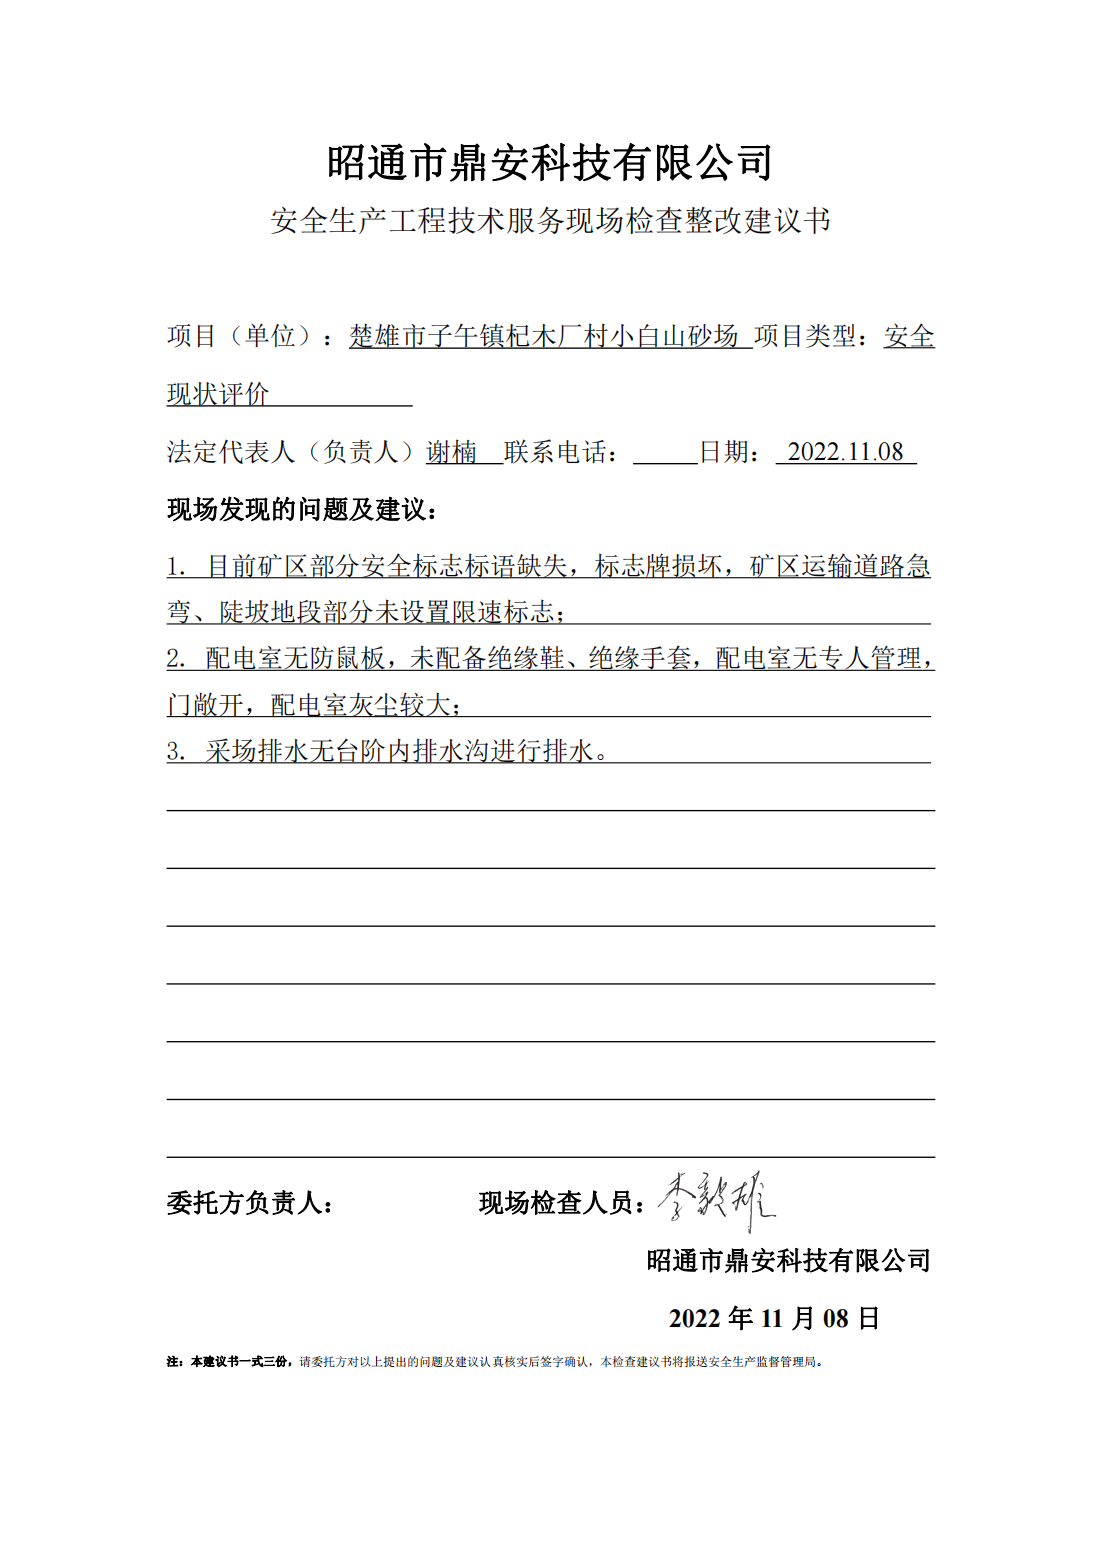 昭通市鼎安科技有限公司
安全生产工程技术服务现场检查整改建议书
项目（单位）：楚雄市子午镇杞木厂村小白山砂场 项目类型：安全
现状评价
法定代表人（负责人）谢楠 联系电话： 日期： 2022.11.08
现场发现的问题及建议：
1. 目前矿区部分安全标志标语缺失，标志牌损坏，矿区运输道路急
弯、陡坡地段部分未设置限速标志；
2. 配电室无防鼠板，未配备绝缘鞋、绝缘手套，配电室无专人管理，
门敞开，配电室灰尘较大；
3. 采场排水无台阶内排水沟进行排水。
委托方负责人： 现场检查人员：李毅雄
昭通市鼎安科技有限公司
2022 年 11 月 08 日
注：本建议书一式三份，请委托方对以上提出的问题及建议认真核实后签字确认，本检查建议书将报送安全生产监督管理局。